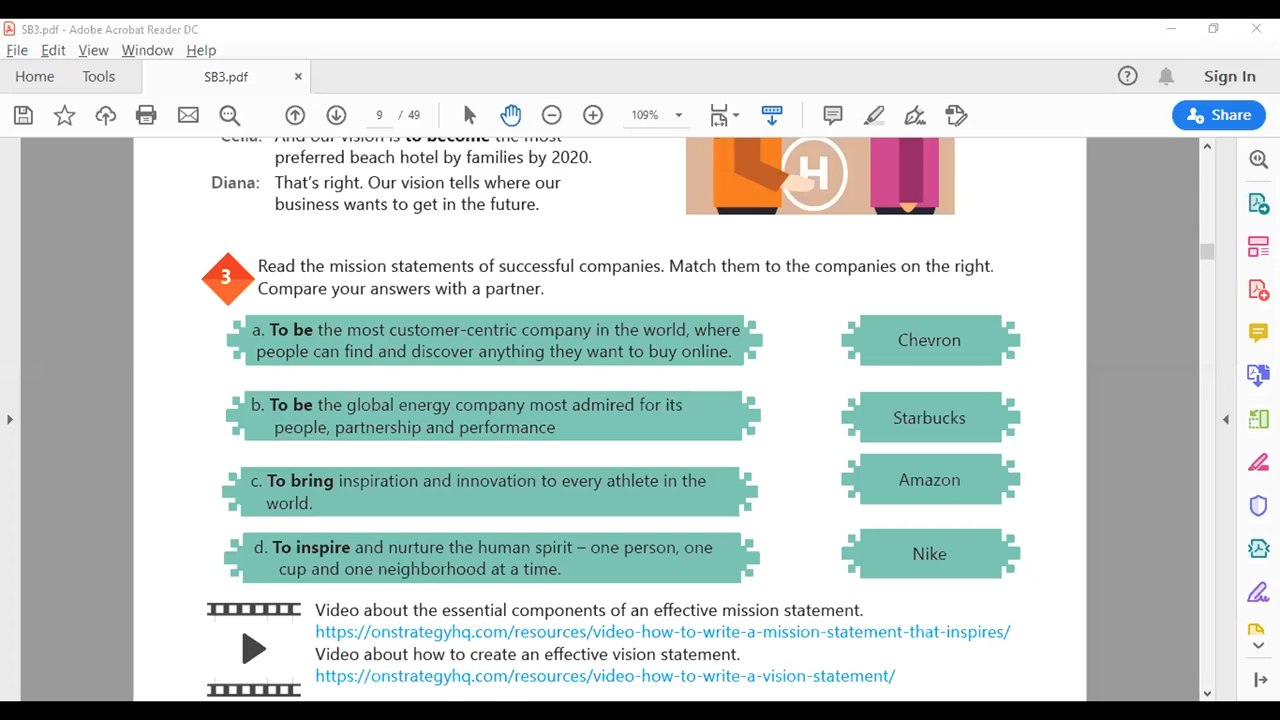 SB3.pdf - Adobe Acrobat Reader DC
File Edit View Window Help
Home Tools SB3.pdf × Sign In
9 / 49 109% Share
Celia: And our vision is to become the most
preferred beach hotel by families by 2020.
Diana: That's right. Our vision tells where our
business wants to get in the future.
H
3
Read the mission statements of successful companies. Match them to the companies on the right.
Compare your answers with a partner.
a. To be the most customer-centric company in the world, where
people can find and discover anything they want to buy online.
Chevron
b. To be the global energy company most admired for its
people, partnership and performance
Starbucks
c. To bring inspiration and innovation to every athlete in the
world.
Amazon
d. To inspire and nurture the human spirit – one person, one
cup and one neighborhood at a time.
Nike
Video about the essential components of an effective mission statement.
https://onstrategyhq.com/resources/video-how-to-write-a-mission-statement-that-inspires/
Video about how to create an effective vision statement.
https://onstrategyhq.com/resources/video-how-to-write-a-vision-statement/